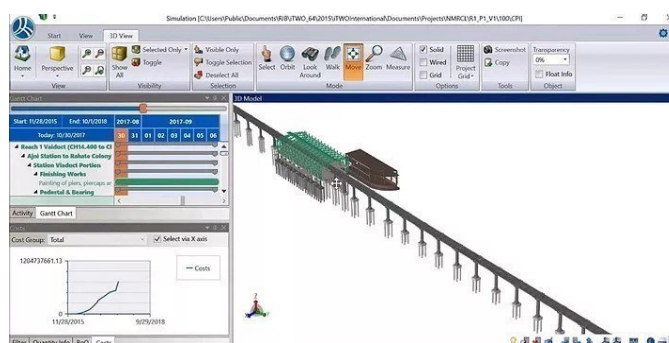 Simulation [C:\Users\Public\Documents\RIB\TWO_64\2015\TWOInternational\Documents\Projects\NMRCL\R1_P1_V1\100\CPI]
Start View 3D View
Home
Perspective
View
Show All
Selected Only
Toggle
Visibility
Visible Only
Toggle Selection
Deselect All
Selection
Select Orbit Look Around Walk Move Zoom Measure
Mode
Solid
Wired
Grid
Project Grid
Options
Screenshot
Copy
Tools
Transparency
0%
Float Info
Object
Gantt Chart
Start: 11/28/2015 End: 10/1/2018 2017-08 2017-09
Today: 10/30/2017 30 31 01 02 03 04 05 06
Reach 1 Vaiduct (CH14.400 to CI
Ajni Station to Rahate Colony
Station Viaduct Portion
Finishing Works
Painting of piers, piercaps ar
Pedestal & Bearing
Activity Gantt Chart
Costs
Cost Group: Total Select via X axis
1204737661.13
Costs
0
11/28/2015 9/29/2018
Filter Quantity Info BoQ Costs
3D Model
Z